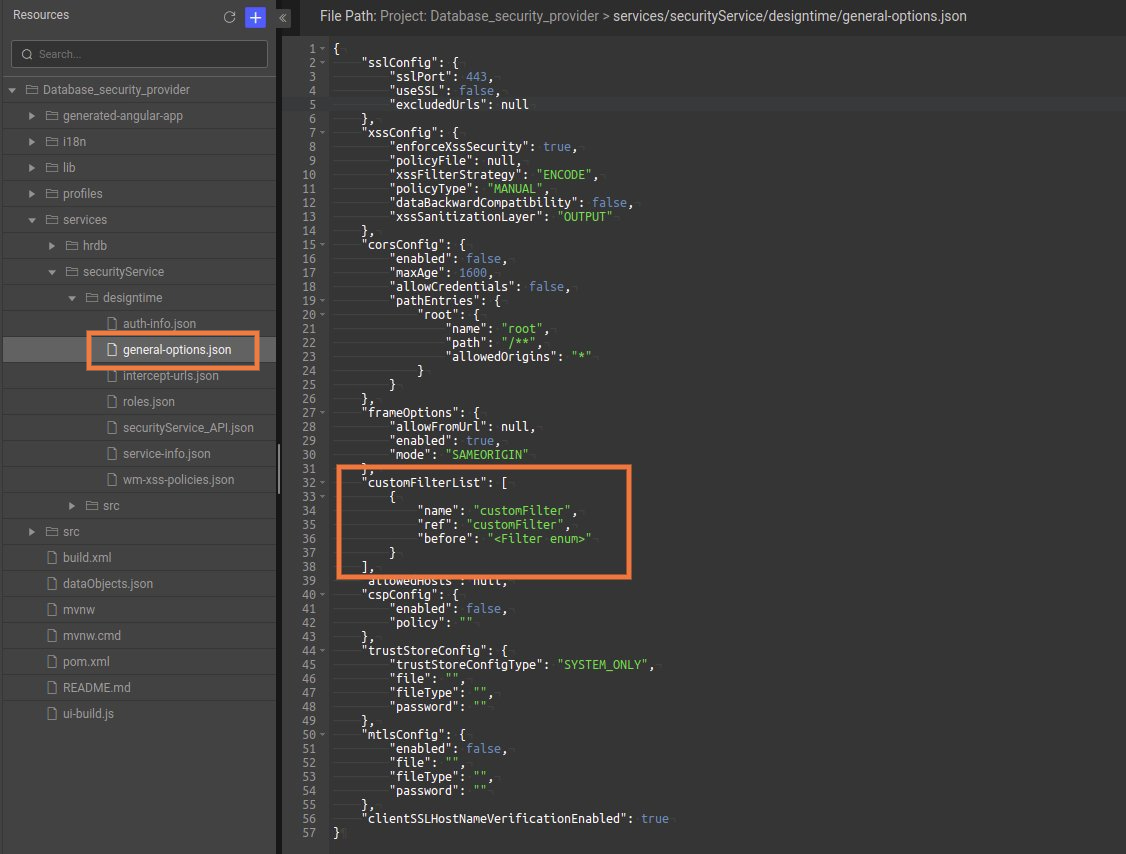 Resources
File Path: Project: Database_security_provider > services/securityService/designtime/general-options.json
Search...
Database_security_provider
generated-angular-app
i18n
lib
profiles
services
hrdb
securityService
designtime
auth-info.json
general-options.json
intercept-urls.json
roles.json
securityService_API.json
service-info.json
wm-xss-policies.json
src
src
build.xml
dataObjects.json
mvnw
mvnw.cmd
pom.xml
README.md
ui-build.js
1 {
2 "sslConfig": {
3 "sslPort": 443,
4 "useSSL": false,
5 "excludedUrls": null
6 },
7 "xssConfig": {
8 "enforceXssSecurity": true,
9 "policyFile": null,
10 "xssFilterStrategy": "ENCODE",
11 "policyType": "MANUAL",
12 "dataBackwardCompatibility": false,
13 "xssSanitizationLayer": "OUTPUT"
14 },
15 "corsConfig": {
16 "enabled": false,
17 "maxAge": 1600,
18 "allowCredentials": false,
19 "pathEntries": {
20 "root": {
21 "name": "root",
22 "path": "/**",
23 "allowedOrigins": "*"
24 }
25 }
26 },
27 "frameOptions": {
28 "allowFromUrl": null,
29 "enabled": true,
30 "mode": "SAMEORIGIN"
31 },
32 "customFilterList": [
33 {
34 "name": "customFilter",
35 "ref": "customFilter",
36 "before": "<Filter enum>"
37 }
38 ],
39 "allowedHosts": null,
40 "cspConfig": {
41 "enabled": false,
42 "policy": ""
43 },
44 "trustStoreConfig": {
45 "trustStoreConfigType": "SYSTEM_ONLY",
46 "file": "",
47 "fileType": "",
48 "password": ""
49 },
50 "mtlsConfig": {
51 "enabled": false,
52 "file": "",
53 "fileType": "",
54 "password": ""
55 },
56 "clientSSLHostNameVerificationEnabled": true
57 }